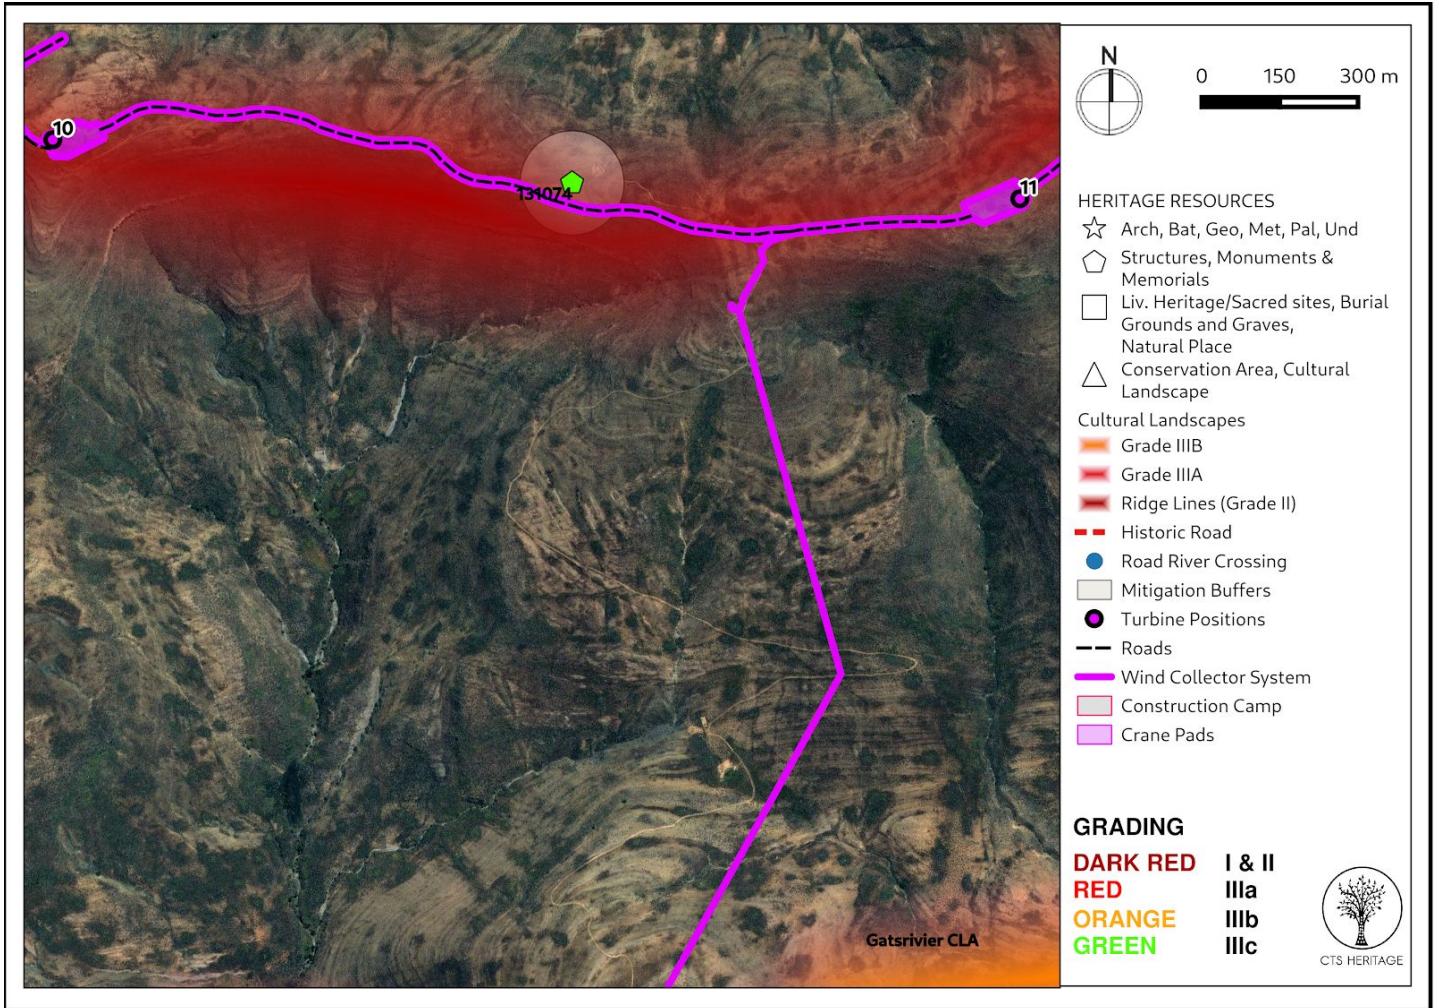 10
131074
11
Gatsrivier CLA
N
0 150 300 m
HERITAGE RESOURCES
Arch, Bat, Geo, Met, Pal, Und
Structures, Monuments &
Memorials
Liv. Heritage/Sacred sites, Burial
Grounds and Graves,
Natural Place
Conservation Area, Cultural
Landscape
Cultural Landscapes
Grade IIIB
Grade IIIA
Ridge Lines (Grade II)
Historic Road
Road River Crossing
Mitigation Buffers
Turbine Positions
Roads
Wind Collector System
Construction Camp
Crane Pads
GRADING
DARK RED I & II
RED IIIa
ORANGE IIIb
GREEN IIIc
CTS HERITAGE